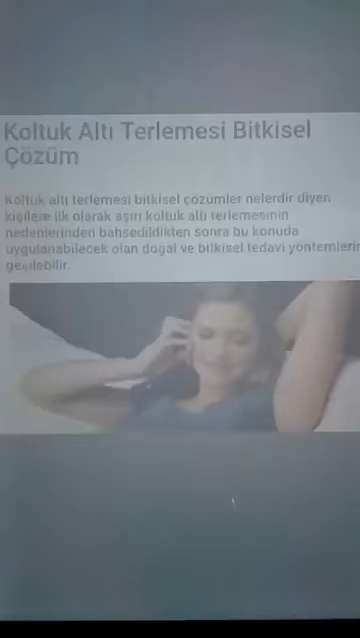 Koltuk Altı Terlemesi Bitkisel
Çözüm
Koltuk altı terlemesi bitkisel çözümler nelerdir diyen
kişilere ilk olarak aşırı koltuk altı terlemesinin
nedenlerinden bahsedildikten sonra bu konuda
uygulanabilecek olan doğal ve bitkisel tedavi yöntemlerin
geçilebilir.